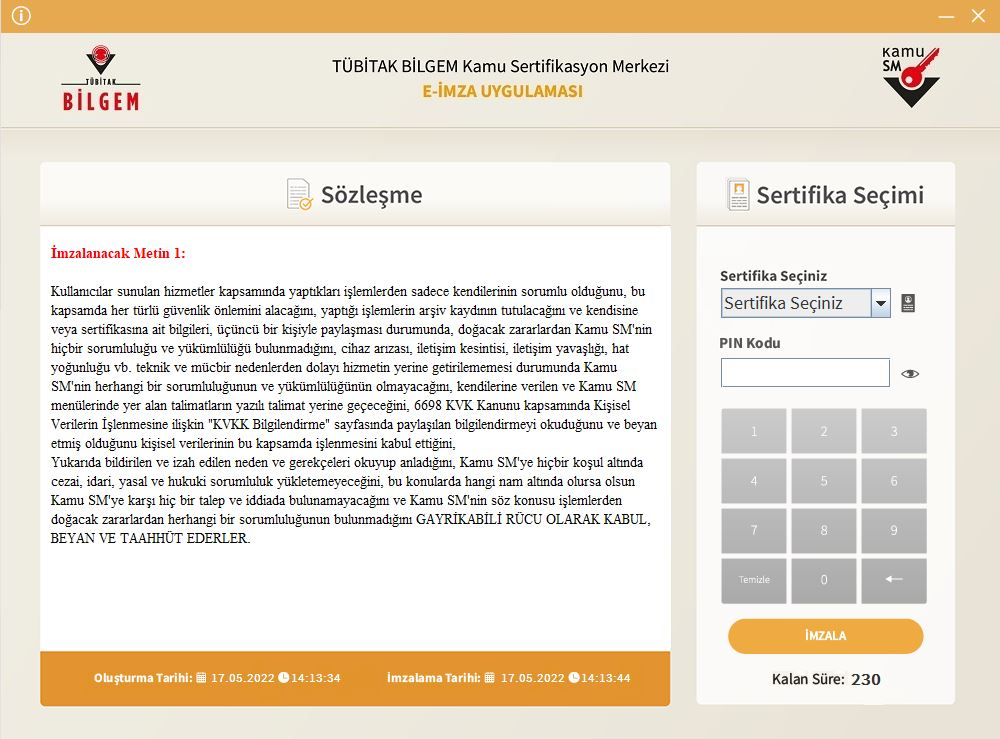 TÜBİTAK
BİLGEM
TÜBİTAK BİLGEM Kamu Sertifikasyon Merkezi
E-İMZA UYGULAMASI
Kamu
SM
Sözleşme
İmzalanacak Metin 1:
Kullanıcılar sunulan hizmetler kapsamında yaptıkları işlemlerden sadece kendilerinin sorumlu olduğunu, bu
kapsamda her türlü güvenlik önlemini alacağını, yaptığı işlemlerin arşiv kaydının tutulacağını ve kendisine
veya sertifikasına ait bilgileri, üçüncü bir kişiyle paylaşması durumunda, doğacak zararlardan Kamu SM'nin
hiçbir sorumluluğu ve yükümlülüğü bulunmadığını, cihaz arızası, iletişim kesintisi, iletişim yavaşlığı, hat
yoğunluğu vb. teknik ve mücbir nedenlerden dolayı hizmetin yerine getirilememesi durumunda Kamu
SM'nin herhangi bir sorumluluğunun ve yükümlülüğünün olmayacağını, kendilerine verilen ve Kamu SM
menülerinde yer alan talimatların yazılı talimat yerine geçeceğini, 6698 KVK Kanunu kapsamında Kişisel
Verilerin İşlenmesine ilişkin "KVKK Bilgilendirme" sayfasında paylaşılan bilgilendirmeyi okuduğunu ve beyan
etmiş olduğunu kişisel verilerinin bu kapsamda işlenmesini kabul ettiğini,
Yukarıda bildirilen ve izah edilen neden ve gerekçeleri okuyup anladığını, Kamu SM'ye hiçbir koşul altında
cezai, idari, yasal ve hukuki sorumluluk yükletemeyeceğini, bu konularda hangi nam altında olursa olsun
Kamu SM'ye karşı hiç bir talep ve iddiada bulunamayacağını ve Kamu SM'nin söz konusu işlemlerden
doğacak zararlardan herhangi bir sorumluluğunun bulunmadığını GAYRİKABİLİ RÜCU OLARAK KABUL,
BEYAN VE TAAHHÜT EDERLER.
Oluşturma Tarihi: 17.05.2022 14:13:34
İmzalama Tarihi: 17.05.2022 14:13:44
Sertifika Seçimi
Sertifika Seçiniz
Sertifika Seçiniz
PIN Kodu
1 2 3
4 5 6
7 8 9
Temizle 0 ←
İMZALA
Kalan Süre: 230